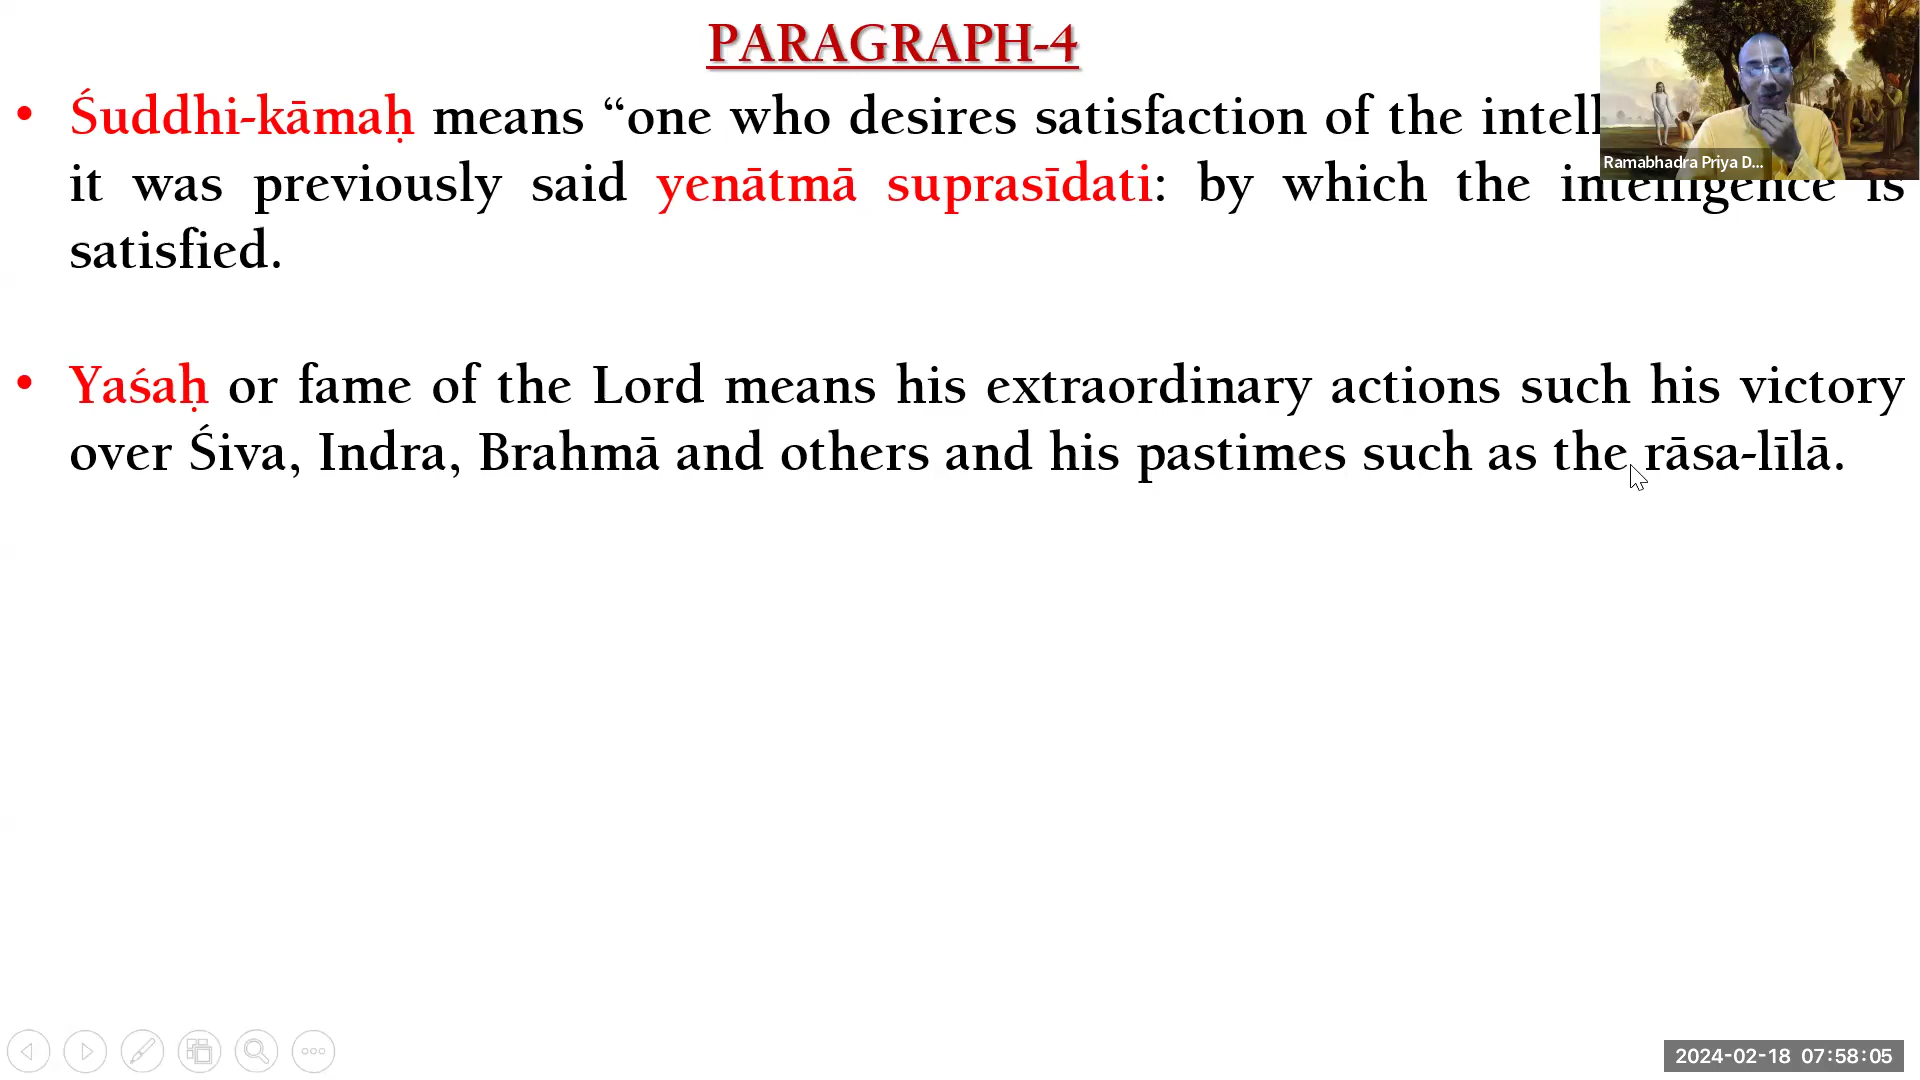 PARAGRAPH-4
• Śuddhi-kāmaḥ means “one who desires satisfaction of the
it was previously said yenātmā suprasīdati: by which the intelligence is
satisfied.
• Yaśaḥ or fame of the Lord means his extraordinary actions such his victory
over Śiva, Indra, Brahmā and others and his pastimes such as the rāsa-līlā.
Ramabhadra Priya D...
2024-02-18 07:58:05